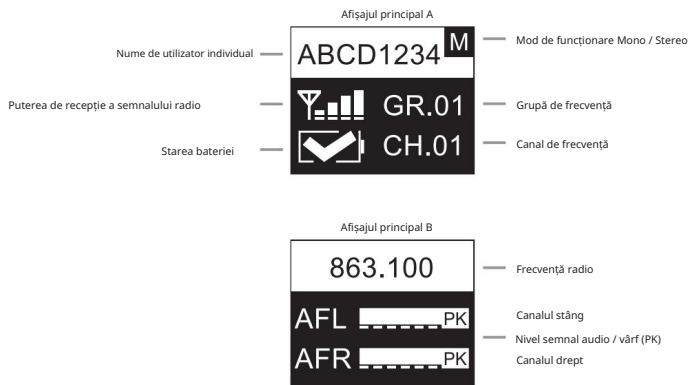 Afișajul principal A
Nume de utilizator individual
ABCD1234
M
Mod de funcționare Mono / Stereo
Puterea de recepție a semnalului radio
GR.01
Grupă de frecvență
Starea bateriei
CH.01
Canal de frecvență
Afișajul principal B
863.100
Frecvență radio
AFL
PK
Canalul stâng
Nivel semnal audio / vârf (PK)
AFR
PK
Canalul drept